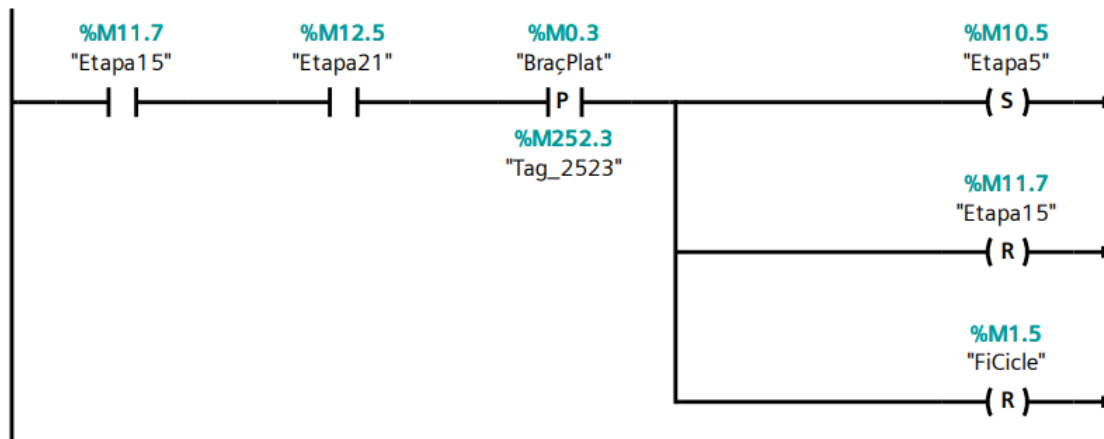 %M11.7
"Etapa15"
%M12.5
"Etapa21"
%M0.3
"BraçPlat"
P
%M252.3
"Tag_2523"
%M10.5
"Etapa5"
S
%M11.7
"Etapa15"
R
%M1.5
"FiCicle"
R